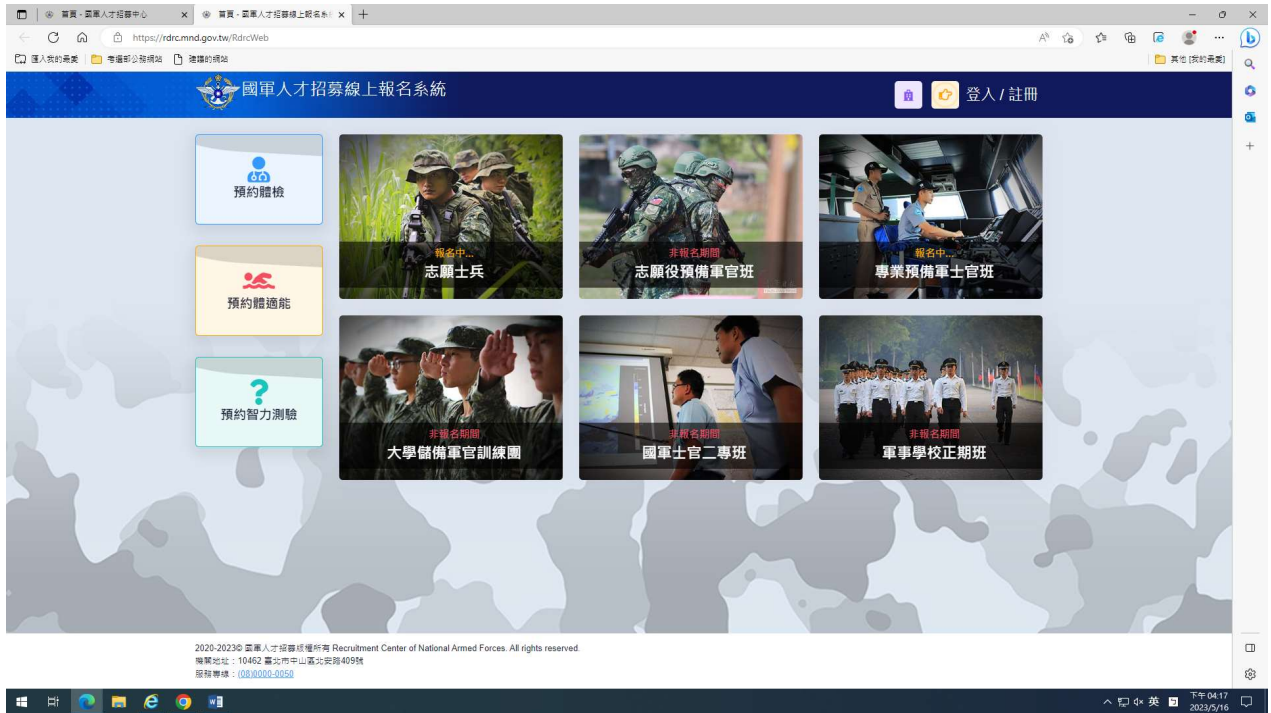 首頁 - 國軍人才招募中心
首頁 - 國軍人才招募線上報名系
https://rdrc.mnd.gov.tw/RdrcWeb
匯入我的最愛
考選部公務網站
建議的網站
其他 [我的最愛]
國軍人才招募線上報名系統
登入 / 註冊
預約體檢
預約體適能
預約智力測驗
報名中...
志願士兵
非報名期間
志願役預備軍官班
報名中...
專業預備軍士官班
非報名期間
大學儲備軍官訓練團
非報名期間
國軍士官二專班
非報名期間
軍事學校正期班
2020-2023© 國軍人才招募版權所有 Recruitment Center of National Armed Forces. All rights reserved.
機關地址：10462 臺北市中山區北安路409號
服務專線：(08)0000-0050
英
下午 04:17
2023/5/16